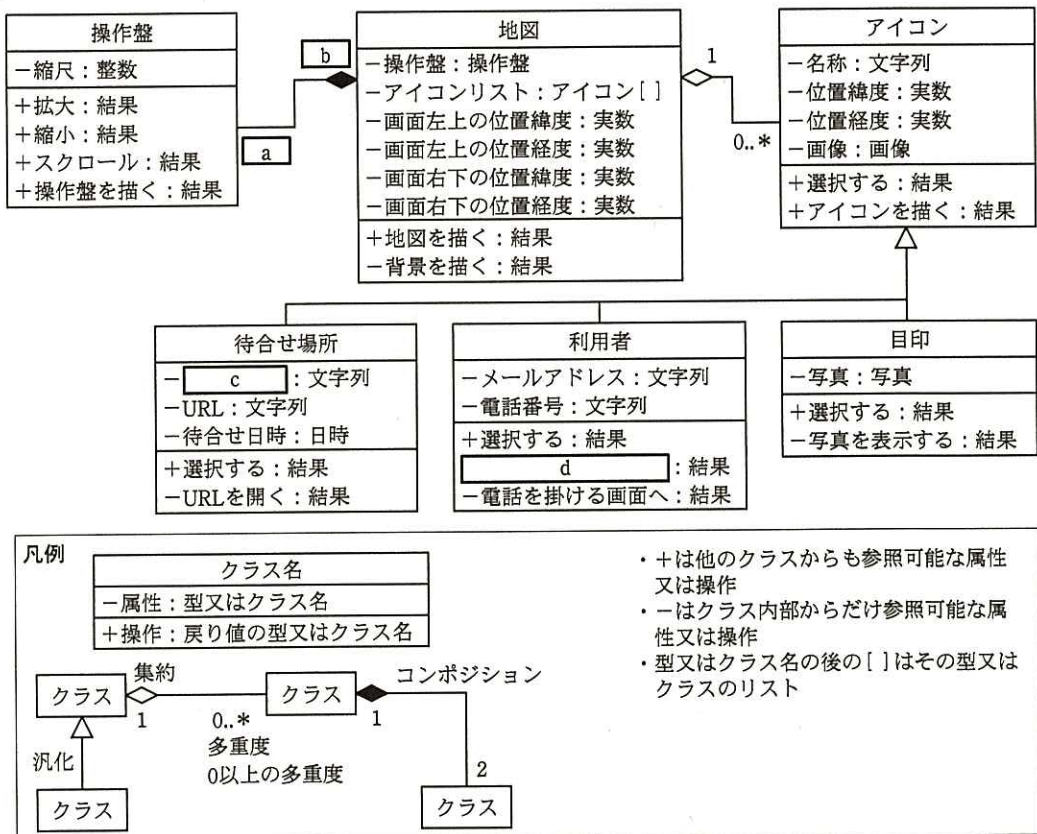 操作盤
－縮尺：整数
＋拡大：結果
＋縮小：結果
＋スクロール：結果
＋操作盤を描く：結果
a
b
地図
－操作盤：操作盤
－アイコンリスト：アイコン[ ]
－画面左上の位置緯度：実数
－画面左上の位置経度：実数
－画面右下の位置緯度：実数
－画面右下の位置経度：実数
＋地図を描く：結果
－背景を描く：結果
1
0..*
アイコン
－名称：文字列
－位置緯度：実数
－位置経度：実数
－画像：画像
＋選択する：結果
＋アイコンを描く：結果
待合せ場所
－ c ：文字列
－URL：文字列
－待合せ日時：日時
＋選択する：結果
－URLを開く：結果
利用者
－メールアドレス：文字列
－電話番号：文字列
＋選択する：結果
d ：結果
－電話を掛ける画面へ：結果
目印
－写真：写真
＋選択する：結果
－写真を表示する：結果
凡例
クラス名
－属性：型又はクラス名
＋操作：戻り値の型又はクラス名
クラス
集約
1
0..*
多重度
0以上の多重度
クラス
コンポジション
1
2
クラス
汎化
クラス
・＋は他のクラスからも参照可能な属性
又は操作
・－はクラス内部からだけ参照可能な属
性又は操作
・型又はクラス名の後の[ ]はその型又は
クラスのリスト